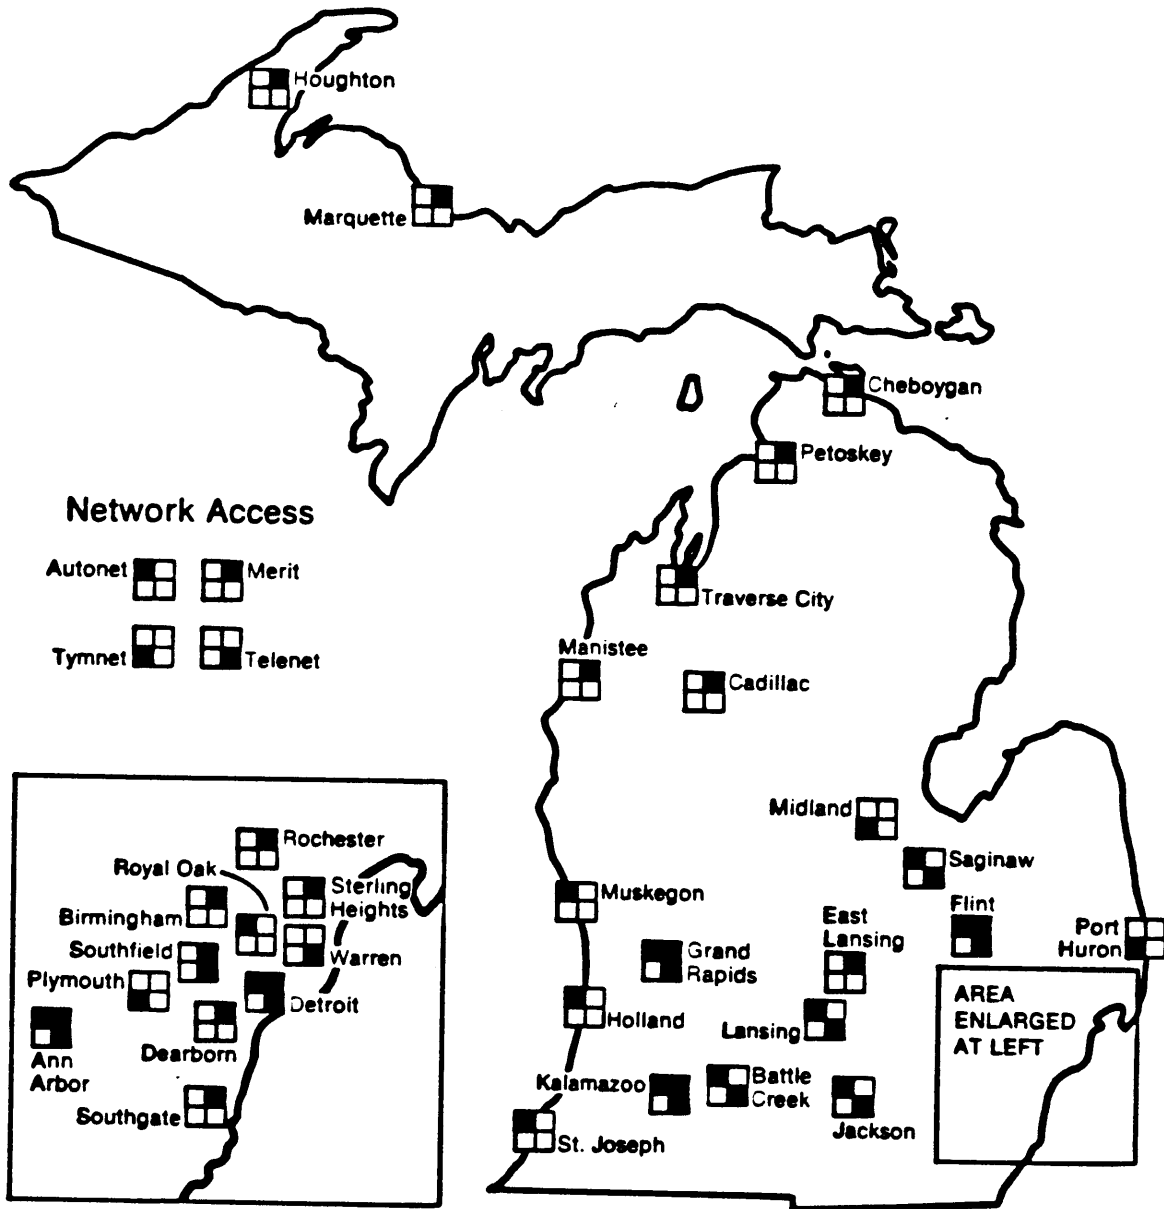 Houghton
Marquette
Cheboygan
Petoskey
Network Access
Autonet
Merit
Tymnet
Telenet
Traverse City
Manistee
Cadillac
Midland
Saginaw
Flint
Port
Huron
Muskegon
East
Lansing
Grand
Rapids
Holland
Lansing
AREA
ENLARGED
AT LEFT
Kalamazoo
Battle
Creek
Jackson
St. Joseph
Rochester
Royal Oak
Sterling
Heights
Birmingham
Southfield
Warren
Plymouth
Detroit
Dearborn
Ann
Arbor
Southgate